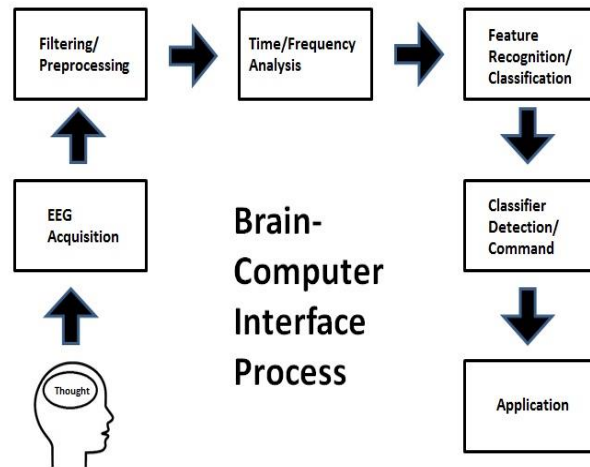 Filtering/
Preprocessing
Time/Frequency
Analysis
Feature
Recognition/
Classification
EEG
Acquisition
Brain-
Computer
Interface
Process
Classifier
Detection/
Command
Thought
Application